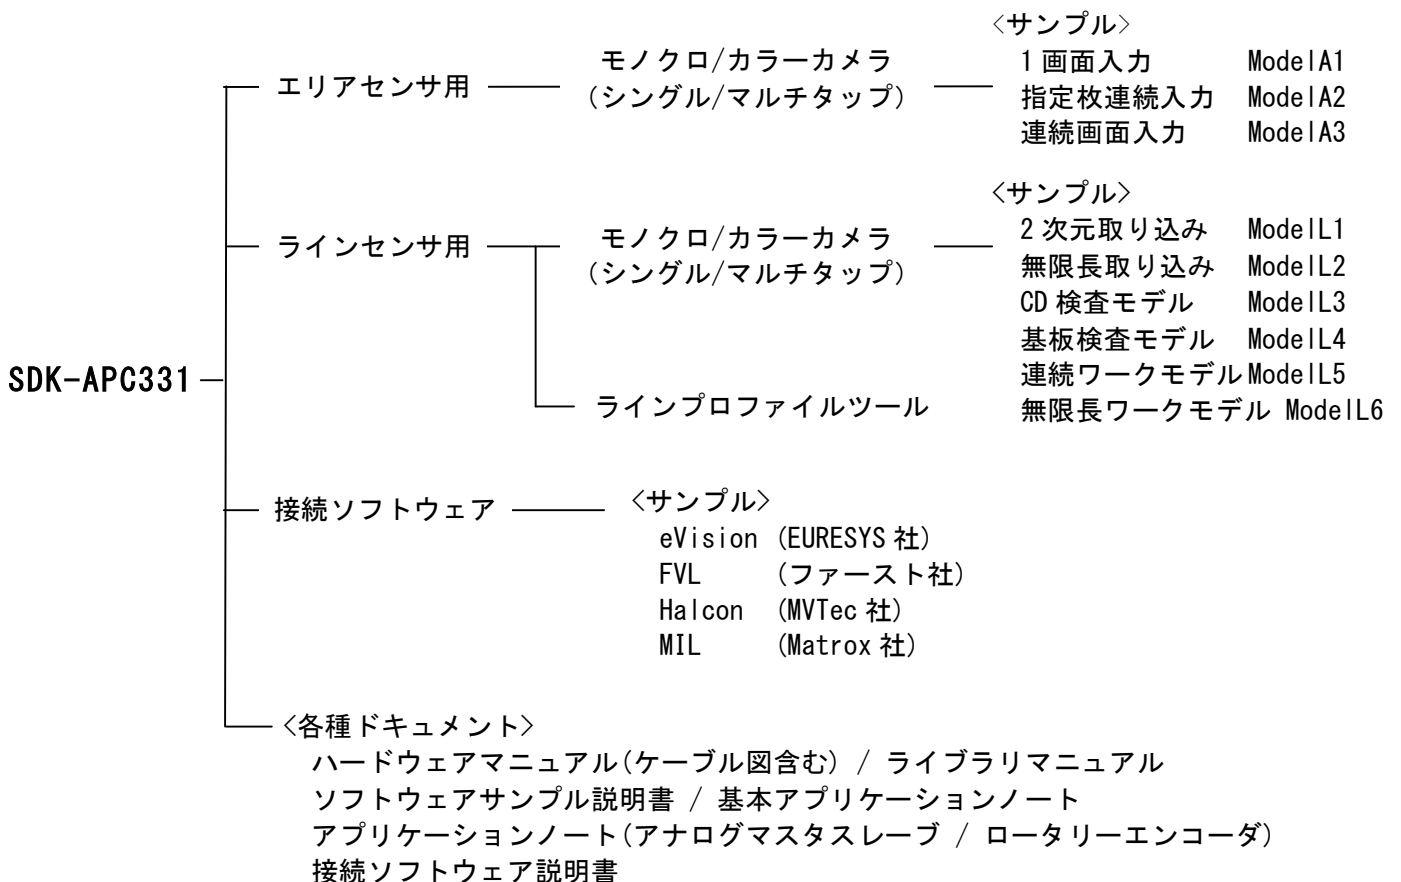 <サンプル>
エリアセンサ用 モノクロ/カラーカメラ 1画面入力 ModelA1
(シングル/マルチタップ) 指定枚連続入力 ModelA2
連続画面入力 ModelA3
<サンプル>
ラインセンサ用 モノクロ/カラーカメラ 2次元取り込み ModelL1
(シングル/マルチタップ) 無限長取り込み ModelL2
CD検査モデル ModelL3
基板検査モデル ModelL4
SDK-APC331 連続ワークモデル ModelL5
ラインプロファイルツール 無限長ワークモデル ModelL6
接続ソフトウェア <サンプル>
eVision (EURESYS社)
FVL (ファースト社)
Halcon (MVTec社)
MIL (Matrox社)
<各種ドキュメント>
ハードウェアマニュアル(ケーブル図含む) / ライブラリマニュアル
ソフトウェアサンプル説明書 / 基本アプリケーションノート
アプリケーションノート(アナログマスタスレーブ / ロータリーエンコーダ)
接続ソフトウェア説明書